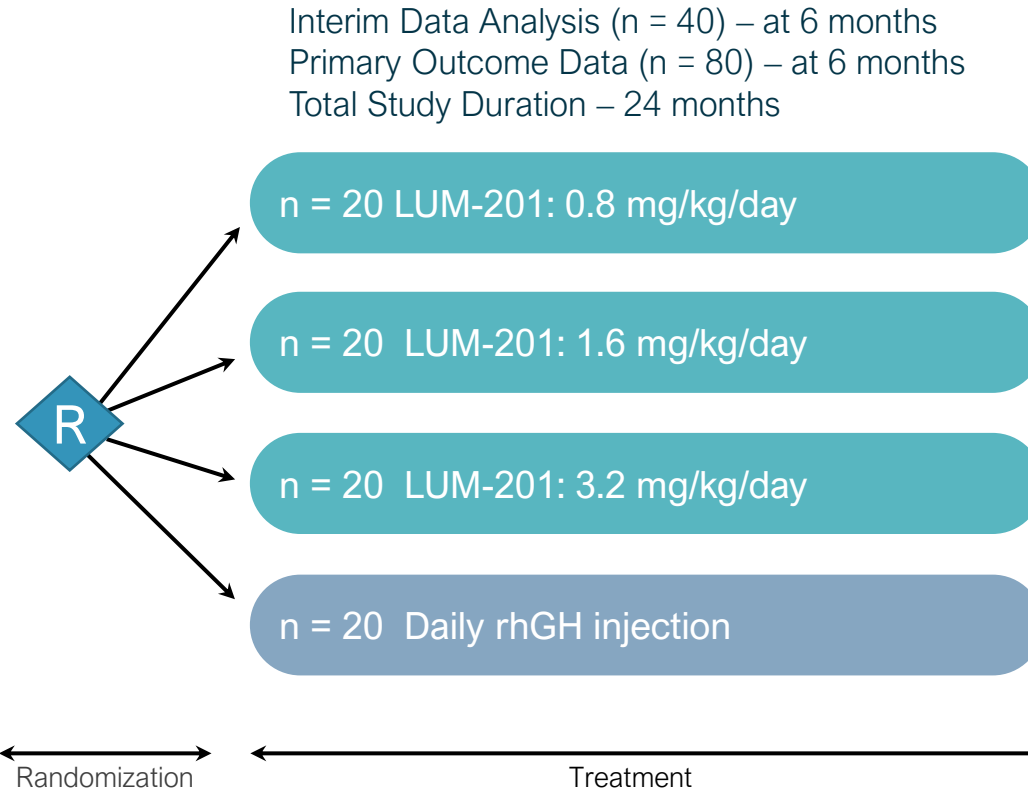 Interim Data Analysis (n = 40) – at 6 months
Primary Outcome Data (n = 80) – at 6 months
Total Study Duration – 24 months
n = 20 LUM-201: 0.8 mg/kg/day
n = 20 LUM-201: 1.6 mg/kg/day
R
n = 20 LUM-201: 3.2 mg/kg/day
n = 20 Daily rhGH injection
Randomization
Treatment